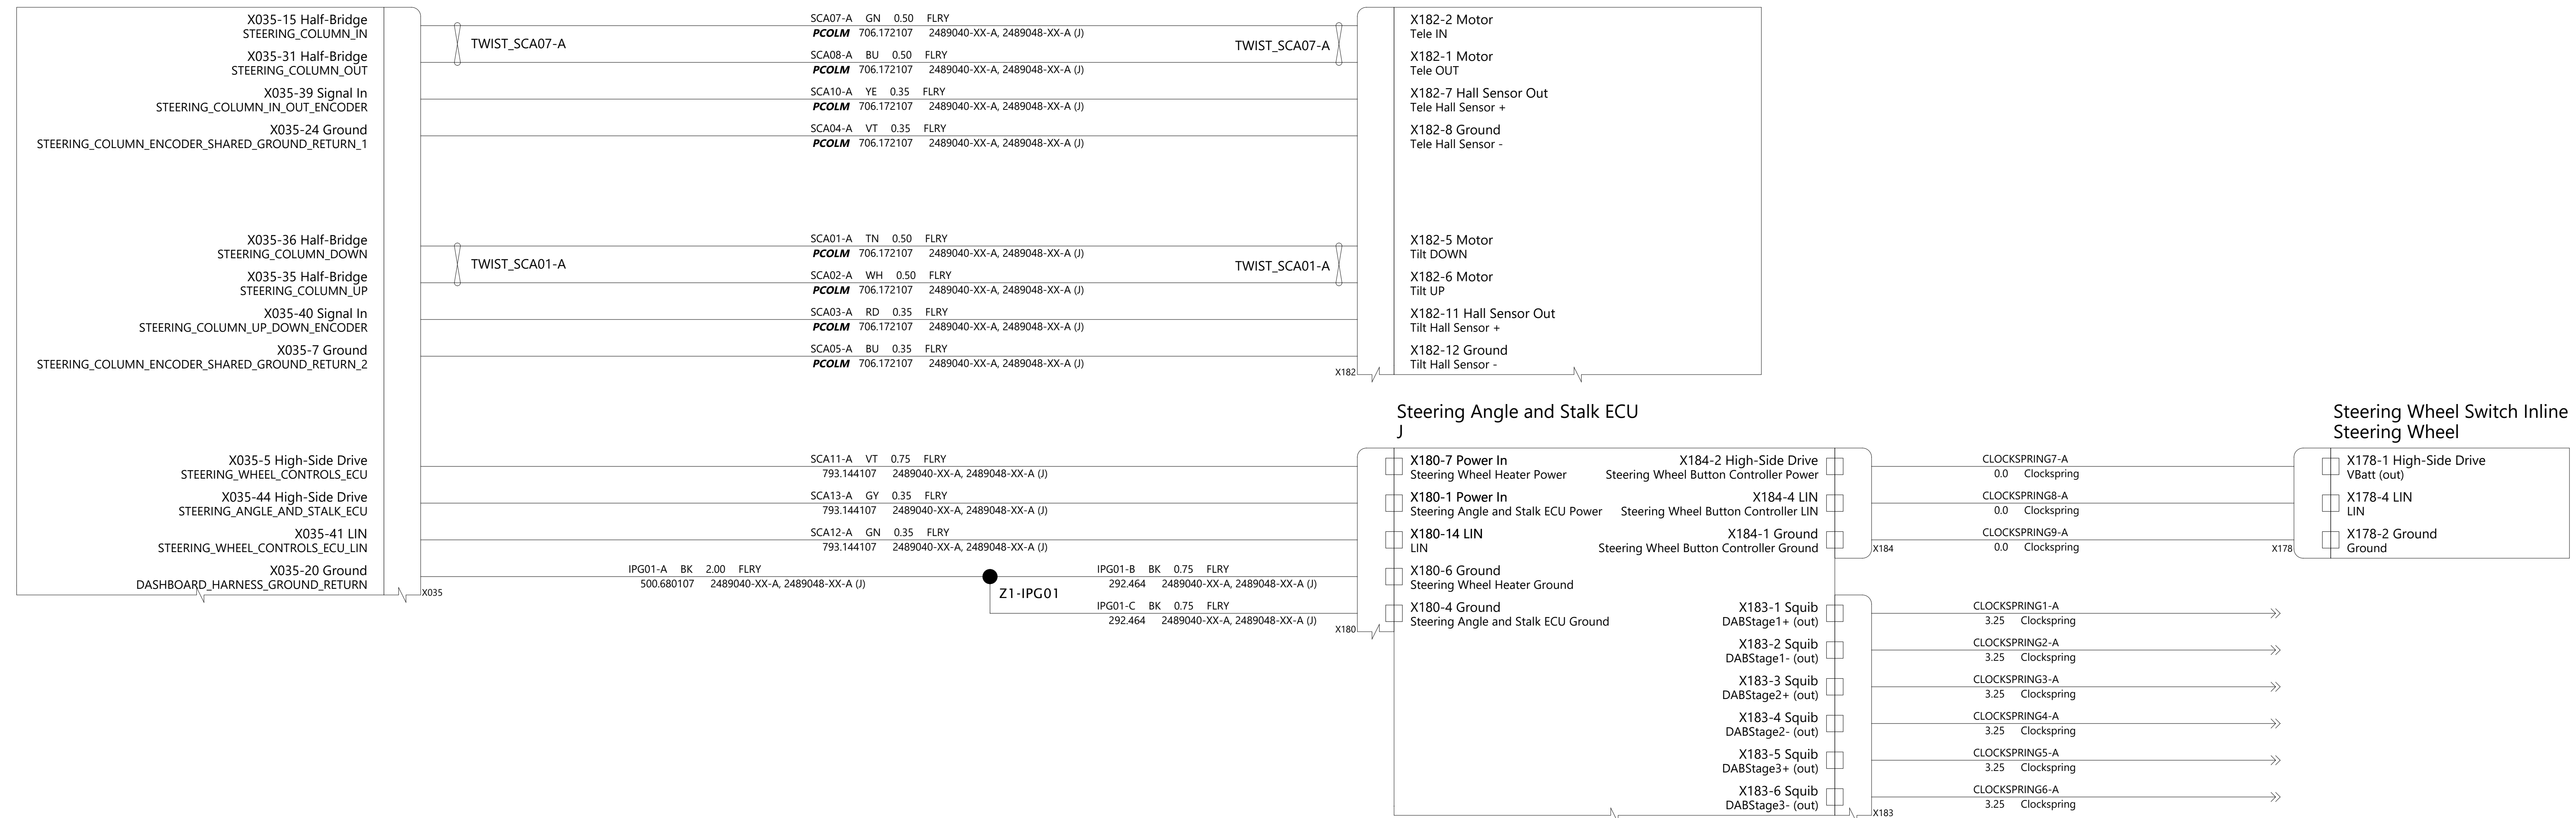 X035-15 Half-Bridge
STEERING_COLUMN_IN
X035-31 Half-Bridge
STEERING_COLUMN_OUT
X035-39 Signal In
STEERING_COLUMN_IN_OUT_ENCODER
X035-24 Ground
STEERING_COLUMN_ENCODER_SHARED_GROUND_RETURN_1
X035-36 Half-Bridge
STEERING_COLUMN_DOWN
X035-35 Half-Bridge
STEERING_COLUMN_UP
X035-40 Signal In
STEERING_COLUMN_UP_DOWN_ENCODER
X035-7 Ground
STEERING_COLUMN_ENCODER_SHARED_GROUND_RETURN_2
X035-5 High-Side Drive
STEERING_WHEEL_CONTROLS_ECU
X035-44 High-Side Drive
STEERING_ANGLE_AND_STALK_ECU
X035-41 LIN
STEERING_WHEEL_CONTROLS_ECU_LIN
X035-20 Ground
DASHBOARD_HARNESS_GROUND_RETURN
X035
TWIST_SCA07-A
TWIST_SCA01-A
SCA07-A GN 0.50 FLRY
PCOLM 706.172107 2489040-XX-A, 2489048-XX-A (J)
SCA08-A BU 0.50 FLRY
PCOLM 706.172107 2489040-XX-A, 2489048-XX-A (J)
SCA10-A YE 0.35 FLRY
PCOLM 706.172107 2489040-XX-A, 2489048-XX-A (J)
SCA04-A VT 0.35 FLRY
PCOLM 706.172107 2489040-XX-A, 2489048-XX-A (J)
SCA01-A TN 0.50 FLRY
PCOLM 706.172107 2489040-XX-A, 2489048-XX-A (J)
SCA02-A WH 0.50 FLRY
PCOLM 706.172107 2489040-XX-A, 2489048-XX-A (J)
SCA03-A RD 0.35 FLRY
PCOLM 706.172107 2489040-XX-A, 2489048-XX-A (J)
SCA05-A BU 0.35 FLRY
PCOLM 706.172107 2489040-XX-A, 2489048-XX-A (J)
SCA11-A VT 0.75 FLRY
793.144107 2489040-XX-A, 2489048-XX-A (J)
SCA13-A GY 0.35 FLRY
793.144107 2489040-XX-A, 2489048-XX-A (J)
SCA12-A GN 0.35 FLRY
793.144107 2489040-XX-A, 2489048-XX-A (J)
IPG01-A BK 2.00 FLRY
500.680107 2489040-XX-A, 2489048-XX-A (J)
Z1-IPG01
IPG01-B BK 0.75 FLRY
292.464 2489040-XX-A, 2489048-XX-A (J)
IPG01-C BK 0.75 FLRY
292.464 2489040-XX-A, 2489048-XX-A (J)
TWIST_SCA07-A
TWIST_SCA01-A
X182-2 Motor
Tele IN
X182-1 Motor
Tele OUT
X182-7 Hall Sensor Out
Tele Hall Sensor +
X182-8 Ground
Tele Hall Sensor -
X182-5 Motor
Tilt DOWN
X182-6 Motor
Tilt UP
X182-11 Hall Sensor Out
Tilt Hall Sensor +
X182-12 Ground
Tilt Hall Sensor -
X182
Steering Angle and Stalk ECU
J
X180-7 Power In
Steering Wheel Heater Power
X180-1 Power In
Steering Angle and Stalk ECU Power
X180-14 LIN
LIN
X180-6 Ground
Steering Wheel Heater Ground
X180-4 Ground
Steering Angle and Stalk ECU Ground
X180
X184-2 High-Side Drive
Steering Wheel Button Controller Power
X184-4 LIN
Steering Wheel Button Controller LIN
X184-1 Ground
Steering Wheel Button Controller Ground
X184
X183-1 Squib
DABStage1+ (out)
X183-2 Squib
DABStage1- (out)
X183-3 Squib
DABStage2+ (out)
X183-4 Squib
DABStage2- (out)
X183-5 Squib
DABStage3+ (out)
X183-6 Squib
DABStage3- (out)
X183
CLOCKSPRING7-A
0.0 Clockspring
CLOCKSPRING8-A
0.0 Clockspring
CLOCKSPRING9-A
0.0 Clockspring
CLOCKSPRING1-A
3.25 Clockspring
CLOCKSPRING2-A
3.25 Clockspring
CLOCKSPRING3-A
3.25 Clockspring
CLOCKSPRING4-A
3.25 Clockspring
CLOCKSPRING5-A
3.25 Clockspring
CLOCKSPRING6-A
3.25 Clockspring
Steering Wheel Switch Inline
Steering Wheel
X178-1 High-Side Drive
VBatt (out)
X178-4 LIN
LIN
X178-2 Ground
Ground
X178